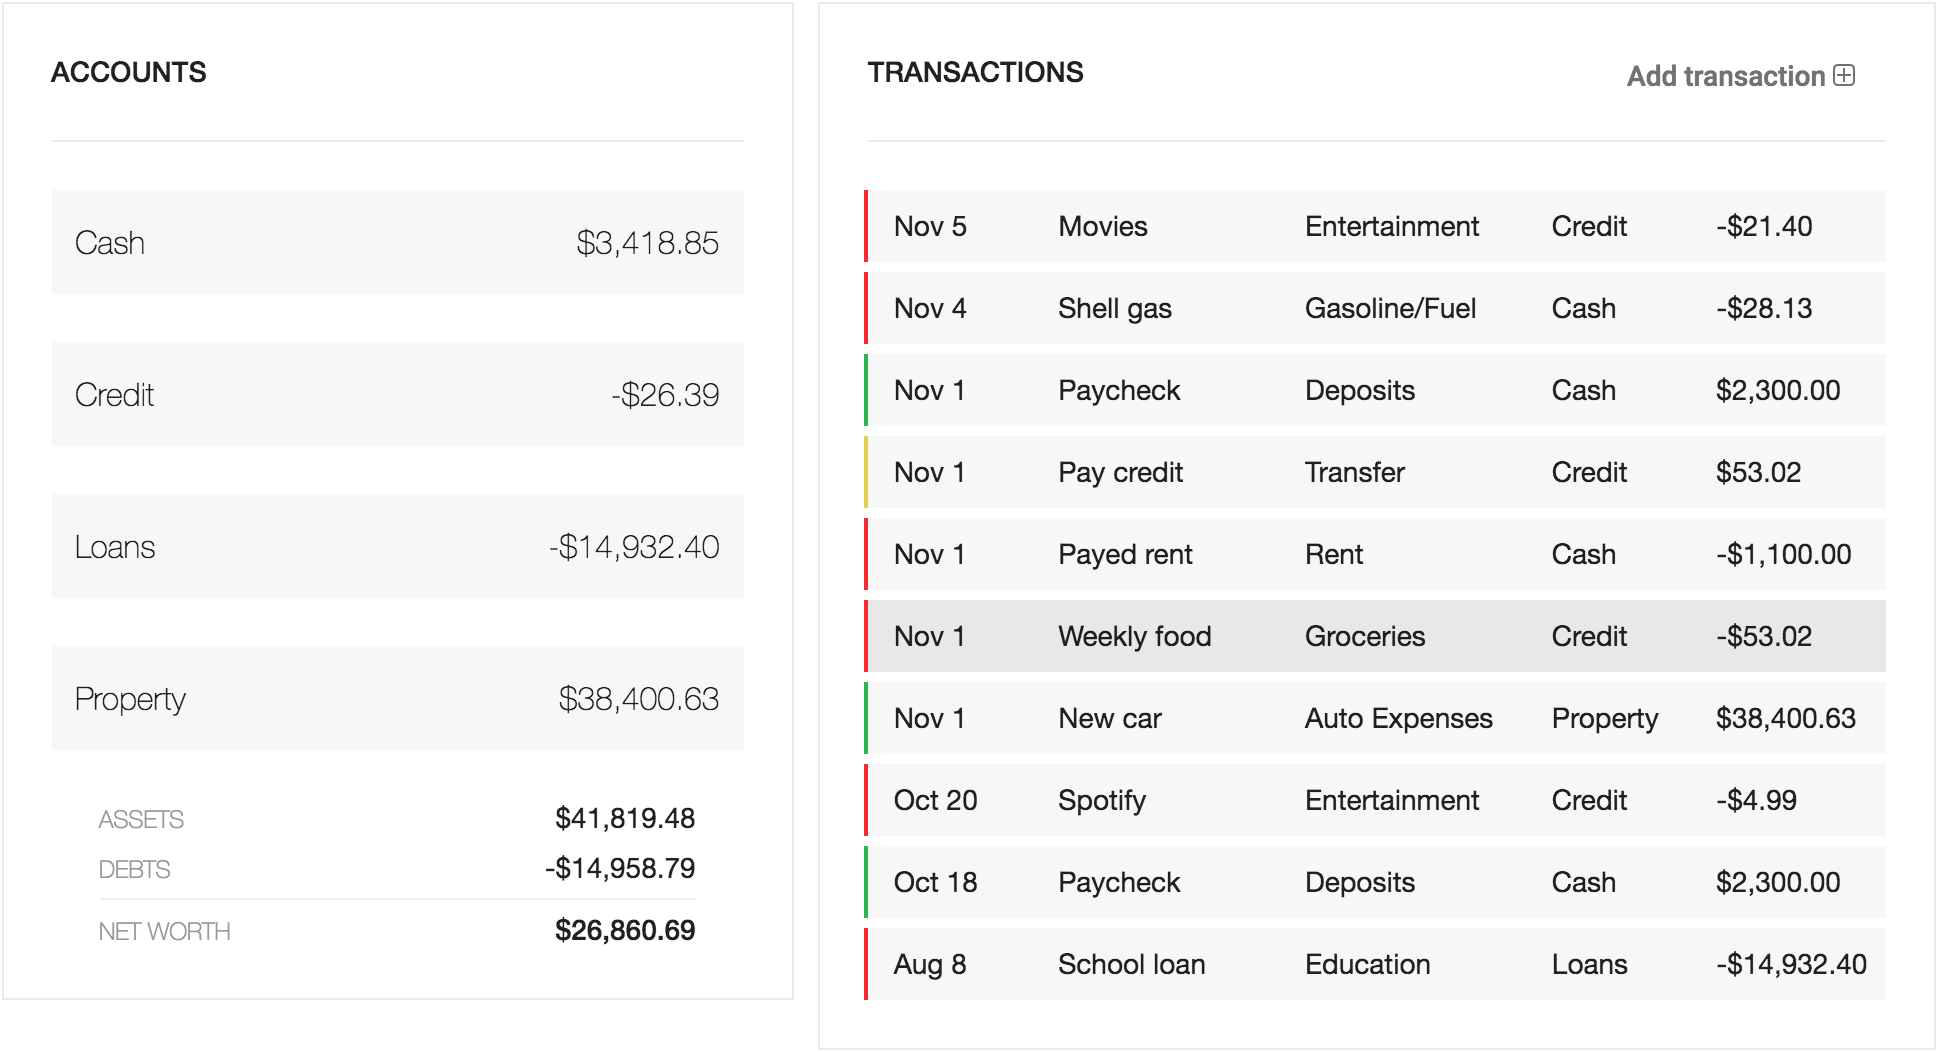 ACCOUNTS
Cash $3,418.85
Credit -$26.39
Loans -$14,932.40
Property $38,400.63
ASSETS $41,819.48
DEBTS -$14,958.79
NET WORTH $26,860.69
TRANSACTIONS Add transaction
Nov 5 Movies Entertainment Credit -$21.40
Nov 4 Shell gas Gasoline/Fuel Cash -$28.13
Nov 1 Paycheck Deposits Cash $2,300.00
Nov 1 Pay credit Transfer Credit $53.02
Nov 1 Payed rent Rent Cash -$1,100.00
Nov 1 Weekly food Groceries Credit -$53.02
Nov 1 New car Auto Expenses Property $38,400.63
Oct 20 Spotify Entertainment Credit -$4.99
Oct 18 Paycheck Deposits Cash $2,300.00
Aug 8 School loan Education Loans -$14,932.40